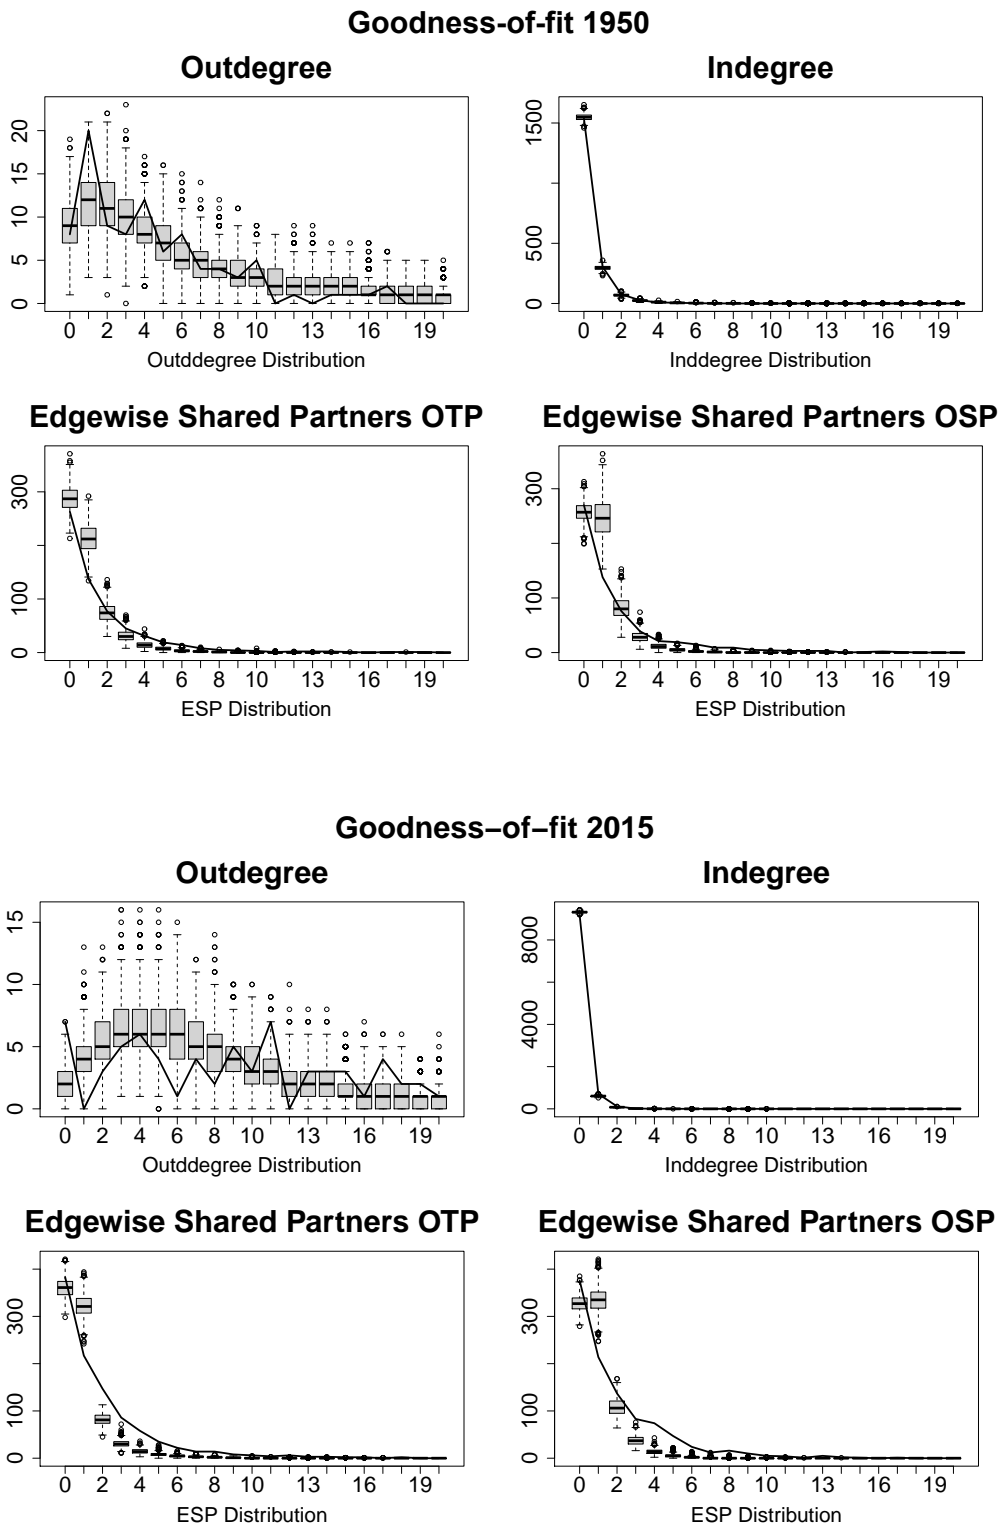 Goodness-of-fit 1950
Outdegree
Indegree
20
15
10
5
0
0 2 4 6 8 10 13 16 19
Outddegree Distribution
1500
500
0
0 2 4 6 8 10 13 16 19
Inddegree Distribution
Edgewise Shared Partners OTP
Edgewise Shared Partners OSP
300
100
0
0 2 4 6 8 10 13 16 19
ESP Distribution
300
100
0
0 2 4 6 8 10 13 16 19
ESP Distribution
Goodness−of−fit 2015
Outdegree
Indegree
15
10
5
0
0 2 4 6 8 10 13 16 19
Outddegree Distribution
8000
4000
0
0 2 4 6 8 10 13 16 19
Inddegree Distribution
Edgewise Shared Partners OTP
Edgewise Shared Partners OSP
300
100
0
0 2 4 6 8 10 13 16 19
ESP Distribution
300
100
0
0 2 4 6 8 10 13 16 19
ESP Distribution